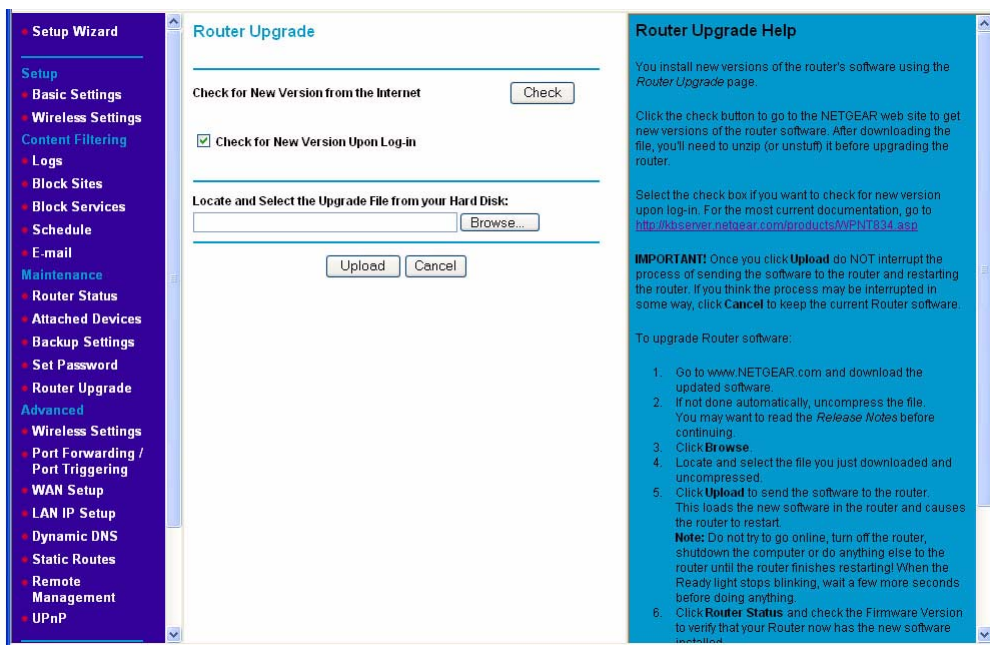 Setup Wizard
Setup
Basic Settings
Wireless Settings
Content Filtering
Logs
Block Sites
Block Services
Schedule
E-mail
Maintenance
Router Status
Attached Devices
Backup Settings
Set Password
Router Upgrade
Advanced
Wireless Settings
Port Forwarding /
Port Triggering
WAN Setup
LAN IP Setup
Dynamic DNS
Static Routes
Remote
Management
UPnP
Router Upgrade
Check for New Version from the Internet
Check
Check for New Version Upon Log-in
Locate and Select the Upgrade File from your Hard Disk:
Browse...
Upload Cancel
Router Upgrade Help
You install new versions of the router's software using the
Router Upgrade page.
Click the check button to go to the NETGEAR web site to get
new versions of the router software. After downloading the
file, you'll need to unzip (or unstuff) it before upgrading the
router.
Select the check box if you want to check for new version
upon log-in. For the most current documentation, go to
http://kbserver.netgear.com/products/WPNT834.asp
IMPORTANT! Once you click Upload do NOT interrupt the
process of sending the software to the router and restarting
the router. If you think the process may be interrupted in
some way, click Cancel to keep the current Router software.
To upgrade Router software:
1. Go to www.NETGEAR.com and download the
updated software.
2. If not done automatically, uncompress the file.
You may want to read the Release Notes before
continuing.
3. Click Browse.
4. Locate and select the file you just downloaded and
uncompressed.
5. Click Upload to send the software to the router.
This loads the new software in the router and causes
the router to restart.
Note: Do not try to go online, turn off the router,
shutdown the computer or do anything else to the
router until the router finishes restarting! When the
Ready light stops blinking, wait a few more seconds
before doing anything.
6. Click Router Status and check the Firmware Version
to verify that your Router now has the new software
installed.